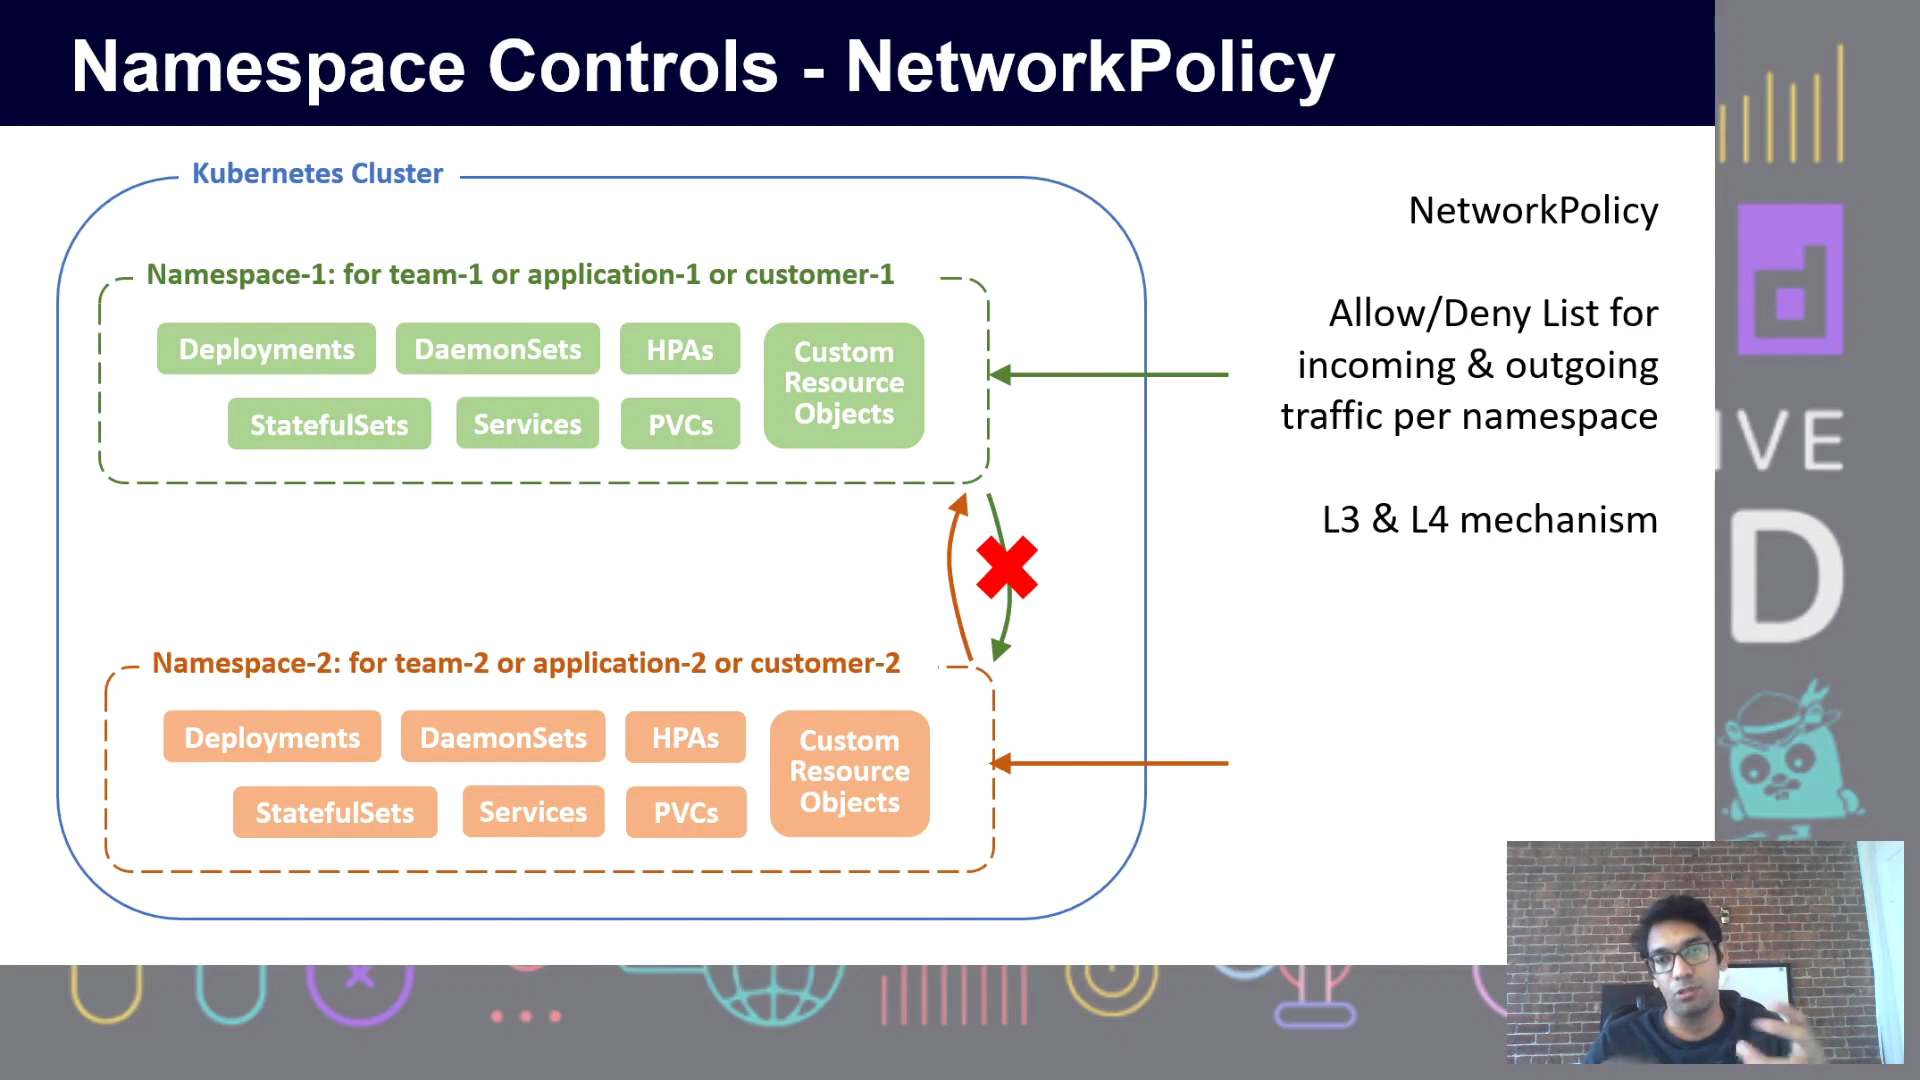 Namespace Controls - NetworkPolicy
Kubernetes Cluster
Namespace-1: for team-1 or application-1 or customer-1
Deployments
DaemonSets
HPAs
Custom
Resource
Objects
StatefulSets
Services
PVCs
Namespace-2: for team-2 or application-2 or customer-2
Deployments
DaemonSets
HPAs
Custom
Resource
Objects
StatefulSets
Services
PVCs
NetworkPolicy
Allow/Deny List for
incoming & outgoing
traffic per namespace
L3 & L4 mechanism
d
IVE
D